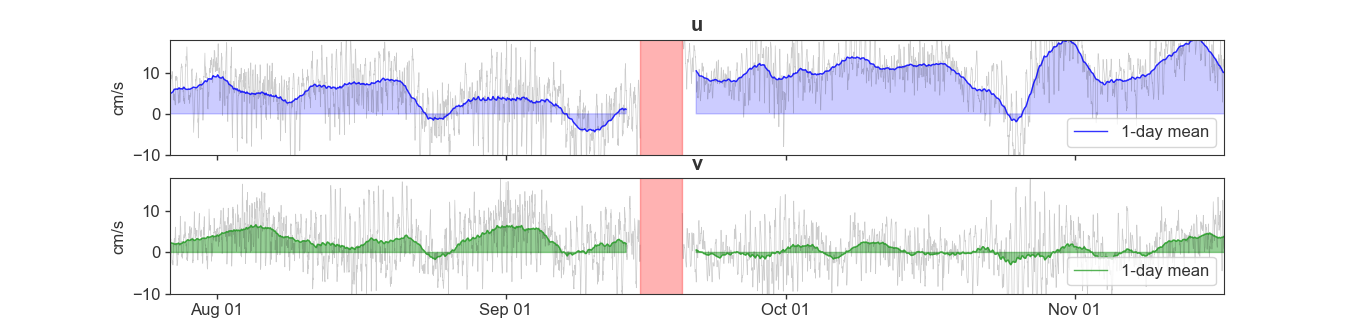 u
10
0
−10
cm/s
1-day mean
v
10
0
−10
cm/s
1-day mean
Aug 01
Sep 01
Oct 01
Nov 01